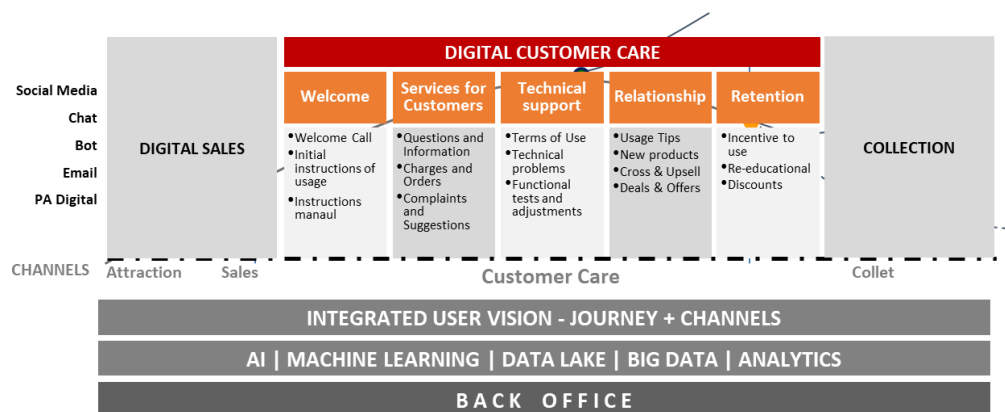 DIGITAL CUSTOMER CARE
Social Media
Chat
Bot
Email
PA Digital
DIGITAL SALES
Welcome
•Welcome Call
•Initial
instructions of
usage
•Instructions
manaul
Services for
Customers
•Questions and
Information
•Charges and
Orders
•Complaints
and
Suggestions
Technical
support
•Terms of Use
•Technical
problems
•Functional
tests and
adjustments
Relationship
•Usage Tips
•New products
•Cross & Upsell
•Deals & Offers
Retention
•Incentive to
use
•Re-educational
•Discounts
COLLECTION
CHANNELS
Attraction
Sales
Customer Care
Collet
INTEGRATED USER VISION - JOURNEY + CHANNELS
AI | MACHINE LEARNING | DATA LAKE | BIG DATA | ANALYTICS
BACK OFFICE